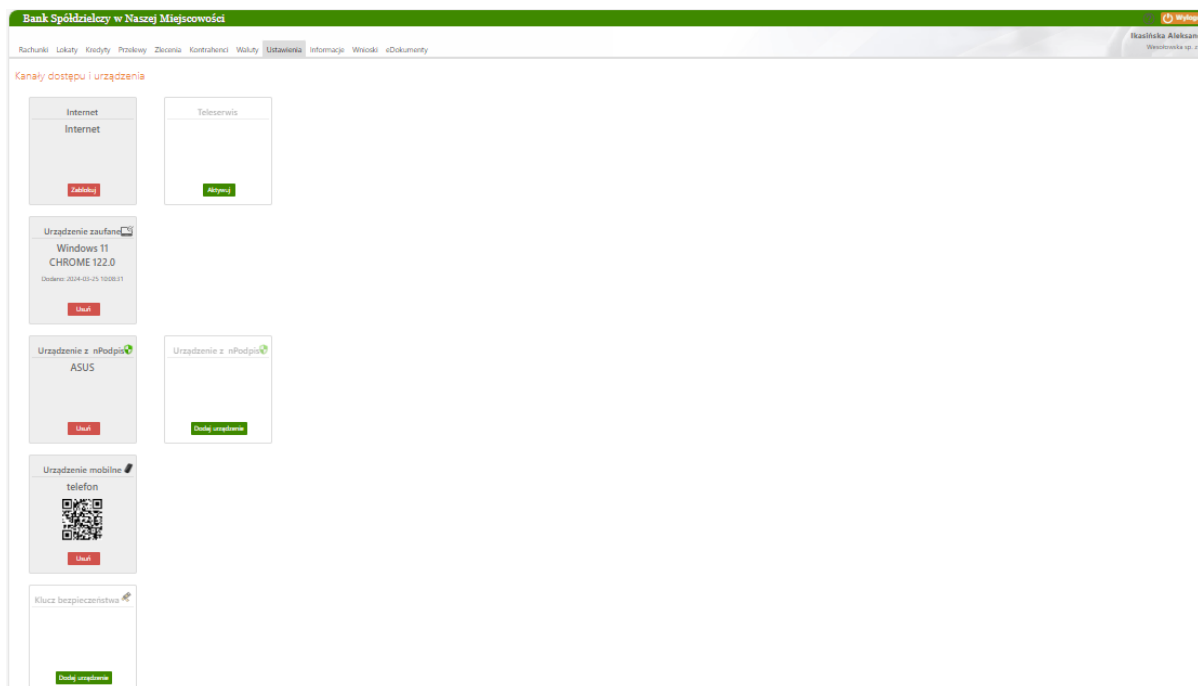 Bank Spółdzielczy w Naszej Miejscowości
Rachunki Lokaty Kredyty Przelewy Zlecenia Kontrahenci Waluty Ustawienia Informacje Wnioski eDokumenty
Ikasińska
Wesołowska sp. z
Kanały dostępu i urządzenia
Internet
Internet
Zablokuj
Teleserwis
Aktywuj
Urządzenie zaufane
Windows 11
CHROME 122.0
Dodano: 2024-03-25 10:08:31
Usuń
Urządzenie z nPodpis
ASUS
Usuń
Urządzenie z nPodpis
Dodaj urządzenie
Urządzenie mobilne
telefon
Usuń
Klucz bezpieczeństwa
Dodaj urządzenie